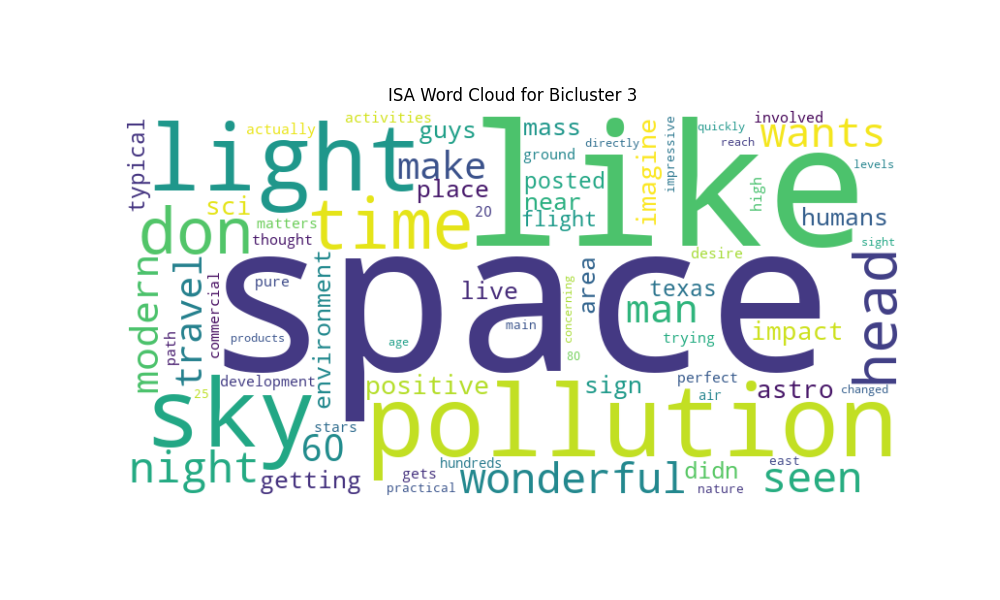 ISA Word Cloud for Bicluster 3
typical
light
actually
activities
guys
like
mass
ground
directly
imagine
impressive
quickly
reach
involved
wants
levels
make
place
posted
near
flight
high
humans
sight
don
sci
matters
thought
time
20
desire
head
modern
travel
path
commercial
pure
products
environment
space
live
main
age
concerning
80
area
texas
man
trying
impact
development
25
sky
positive
pollution
sign
perfect
air
astro
changed
stars
60
night
getting
gets
practical
hundreds
wonderful
didn
nature
east
seen